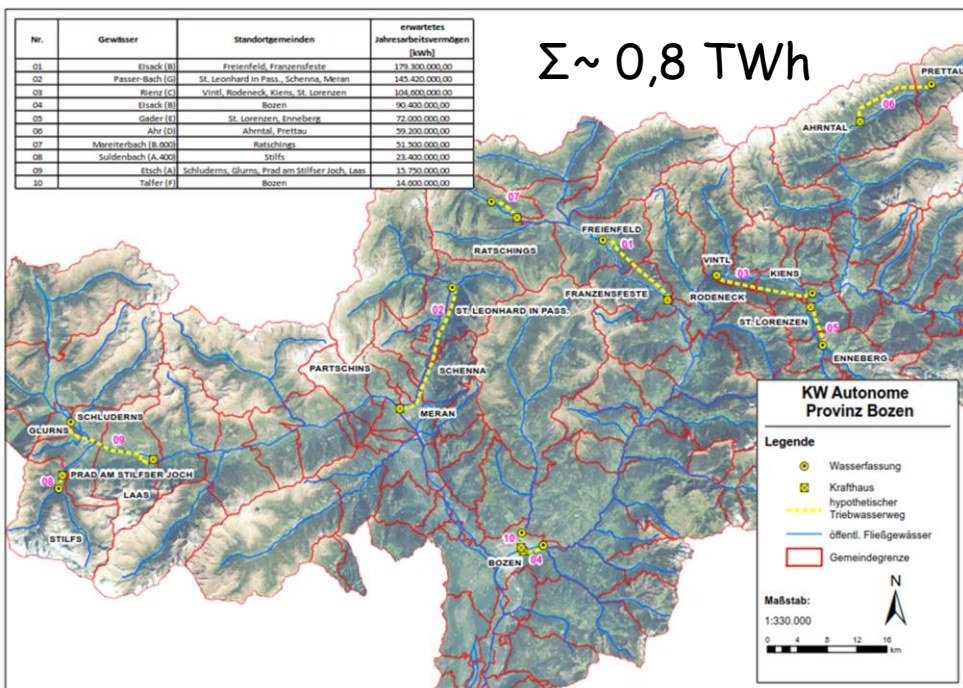 Nr. Gewässer Standortgemeinden erwartetes Jahresarbeitsvermögen [kWh]
01 Eisack (B) Freienfeld, Franzensfeste 179.300.000,00
02 Passer-Bach (G) St. Leonhard in Pass., Schenna, Meran 145.420.000,00
03 Rienz (C) Vintl, Rodeneck, Kiens, St. Lorenzen 104.600.000,00
04 Eisack (B) Bozen 90.400.000,00
05 Gader (E) St. Lorenzen, Enneberg 72.000.000,00
06 Ahr (D) Ahrntal, Prettau 59.200.000,00
07 Mareiterbach (B.600) Ratschings 51.500.000,00
08 Suldenbach (A.400) Stilfs 23.400.000,00
09 Etsch (A) Schluderns, Glurns, Prad am Stilfser Joch, Laas 15.750.000,00
10 Talfer (F) Bozen 14.600.000,00
Σ~ 0,8 TWh
PRETTAU
06
AHRNTAL
07
FREIENFELD
01
RATSCHINGS
VINTL
03
KIENS
02
FRANZENSFESTE
RODENECK
ST. LEONHARD IN PASS.
ST. LORENZEN
05
ENNEBERG
PARTSCHINS
SCHENNA
MERAN
SCHLUDERNS
GLURNS
09
PRAD AM STILFSER JOCH
08
LAAS
STILFS
10
BOZEN
04
KW Autonome
Provinz Bozen
Legende
Wasserfassung
Krafthaus
hypothetischer
Triebwasserweg
öffentl. Fließgewässer
Gemeindegrenze
N
Maßstab:
1:330.000
0 4 8 12 16
km